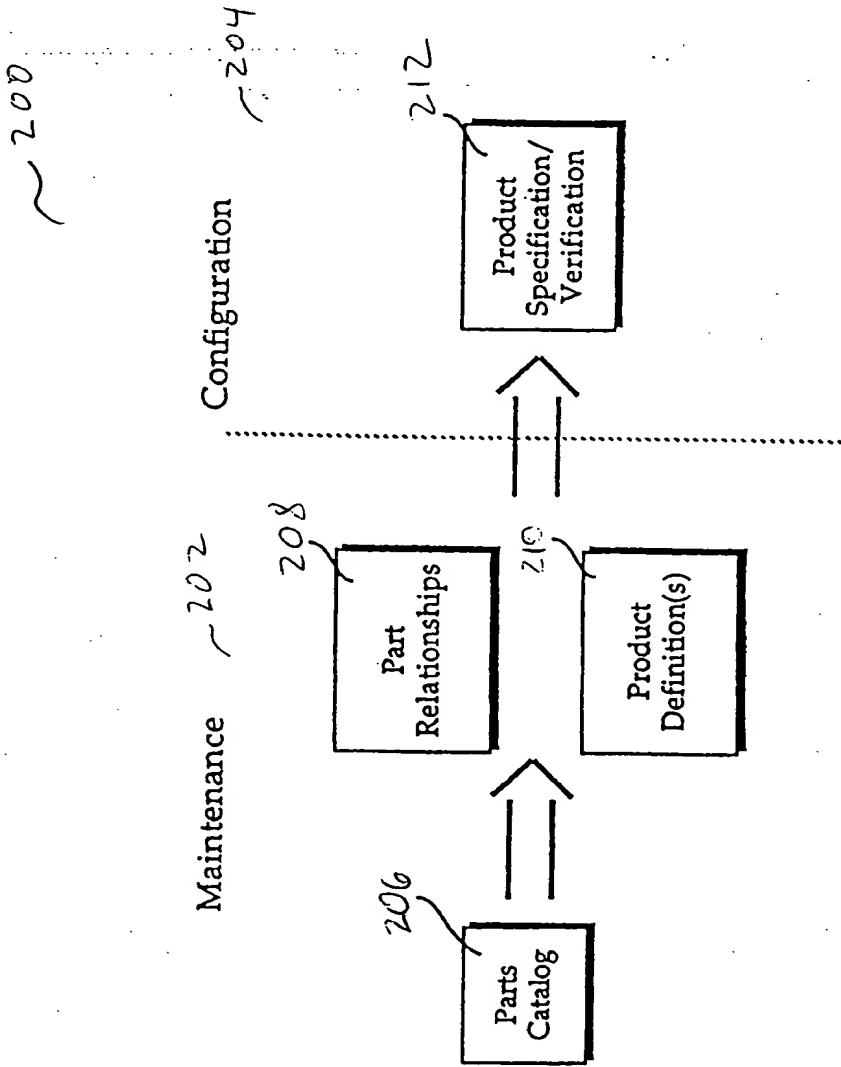 200
Maintenance
202
Configuration
204
206
Parts
Catalog
208
Part
Relationships
210
Product
Definition(s)
212
Product
Specification/
Verification